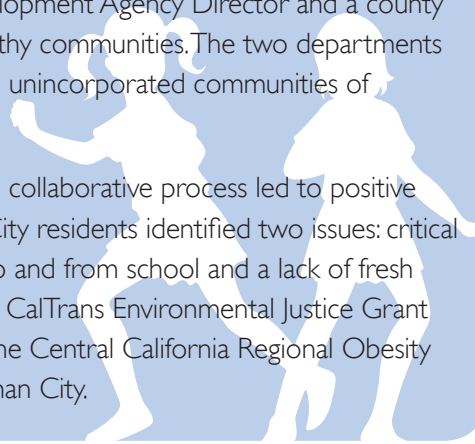 lopment Agency Director and a county
thy communities. The two departments
unincorporated communities of
collaborative process led to positive
City residents identified two issues: critical
and from school and a lack of fresh
CalTrans Environmental Justice Grant
Central California Regional Obesity
man City.